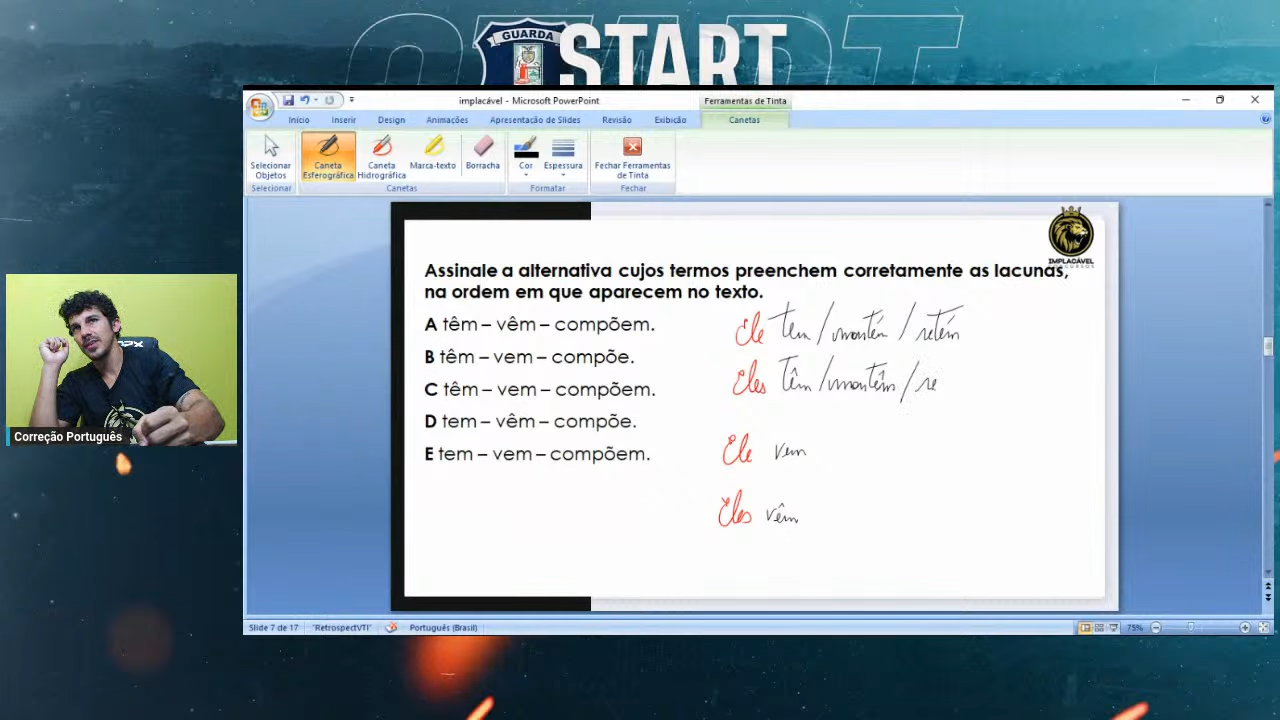 GUARDA
START
START
implacável - Microsoft PowerPoint
Ferramentas de Tinta
Início
Inserir
Design
Animações
Apresentação de Slides
Revisão
Exibição
Canetas
Selecionar Objetos
Caneta Esferográfica
Caneta Hidrográfica
Marca-texto
Borracha
Cor
Espessura
Fechar Ferramentas de Tinta
Selecionar
Canetas
Formatar
Fechar
IMPLACÁVEL
CONCURSOS
Assinale a alternativa cujos termos preenchem corretamente as lacunas,
na ordem em que aparecem no texto.
A têm – vêm – compõem.
B têm – vem – compõe.
C têm – vem – compõem.
D tem – vêm – compõe.
E tem – vem – compõem.
Ele tem / mantém / retém
Eles têm / mantêm / re
Ele vem
Eles vêm
Correção Português
Slide 7 de 17
"RetrospectVTI"
Português (Brasil)
75%